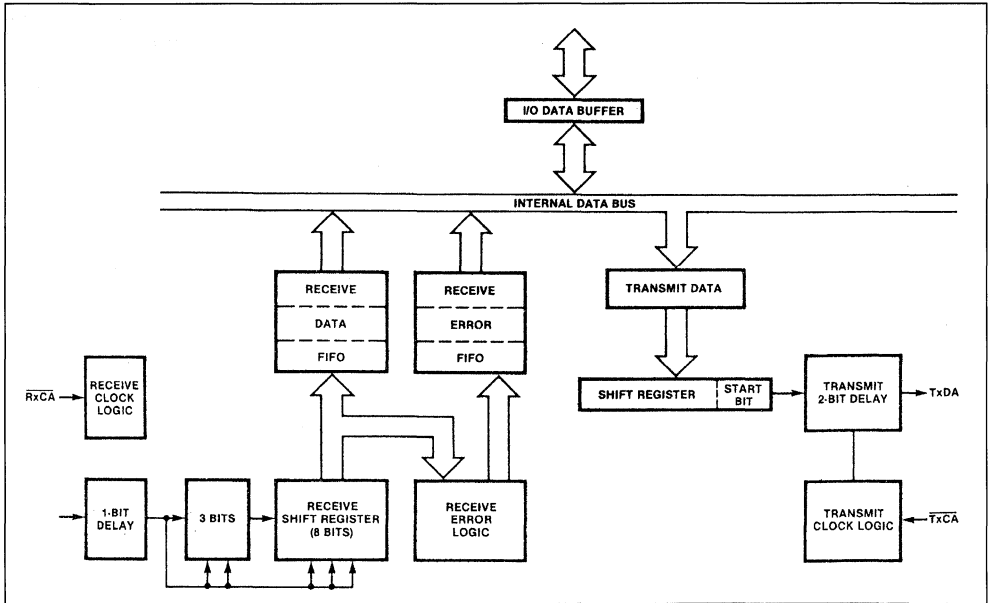 I/O DATA BUFFER
INTERNAL DATA BUS
RECEIVE
DATA
FIFO
RECEIVE
ERROR
FIFO
TRANSMIT DATA
R̅x̅C̅A̅
RECEIVE
CLOCK
LOGIC
SHIFT REGISTER
START
BIT
TRANSMIT
2-BIT DELAY
TxDA
1-BIT
DELAY
3 BITS
RECEIVE
SHIFT REGISTER
(8 BITS)
RECEIVE
ERROR
LOGIC
TRANSMIT
CLOCK LOGIC
T̅x̅C̅A̅